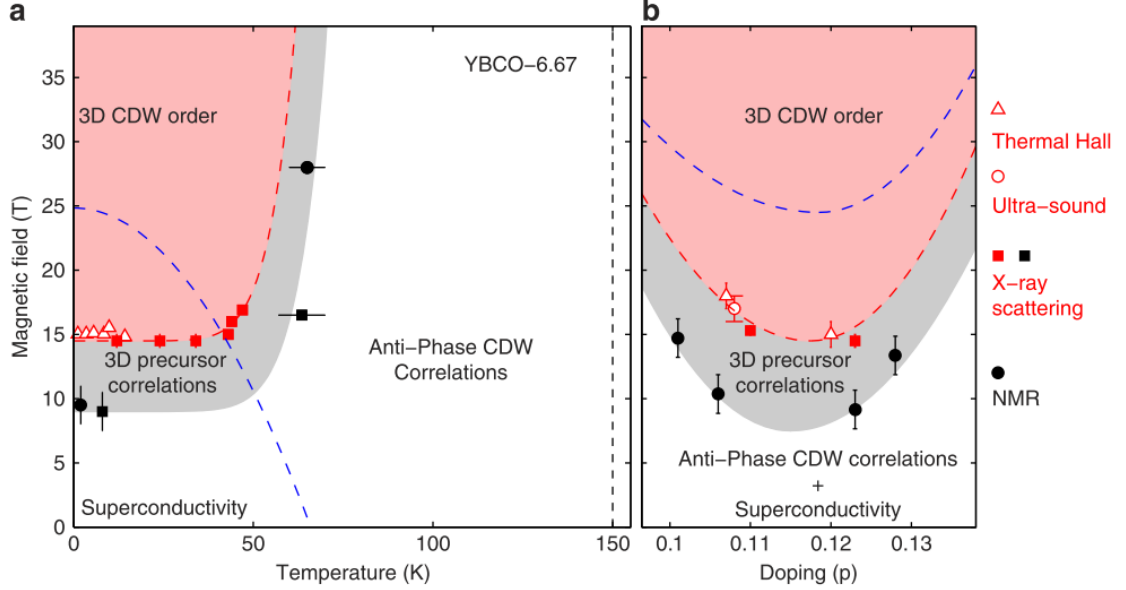 a
YBCO−6.67
3D CDW order
3D precursor
correlations
Anti−Phase CDW
Correlations
Superconductivity
Magnetic field (T)
0
5
10
15
20
25
30
35
0
50
100
150
Temperature (K)
b
3D CDW order
3D precursor
correlations
Anti−Phase CDW correlations
+
Superconductivity
0.1
0.11
0.12
0.13
Doping (p)
Thermal Hall
Ultra−sound
X−ray
scattering
NMR